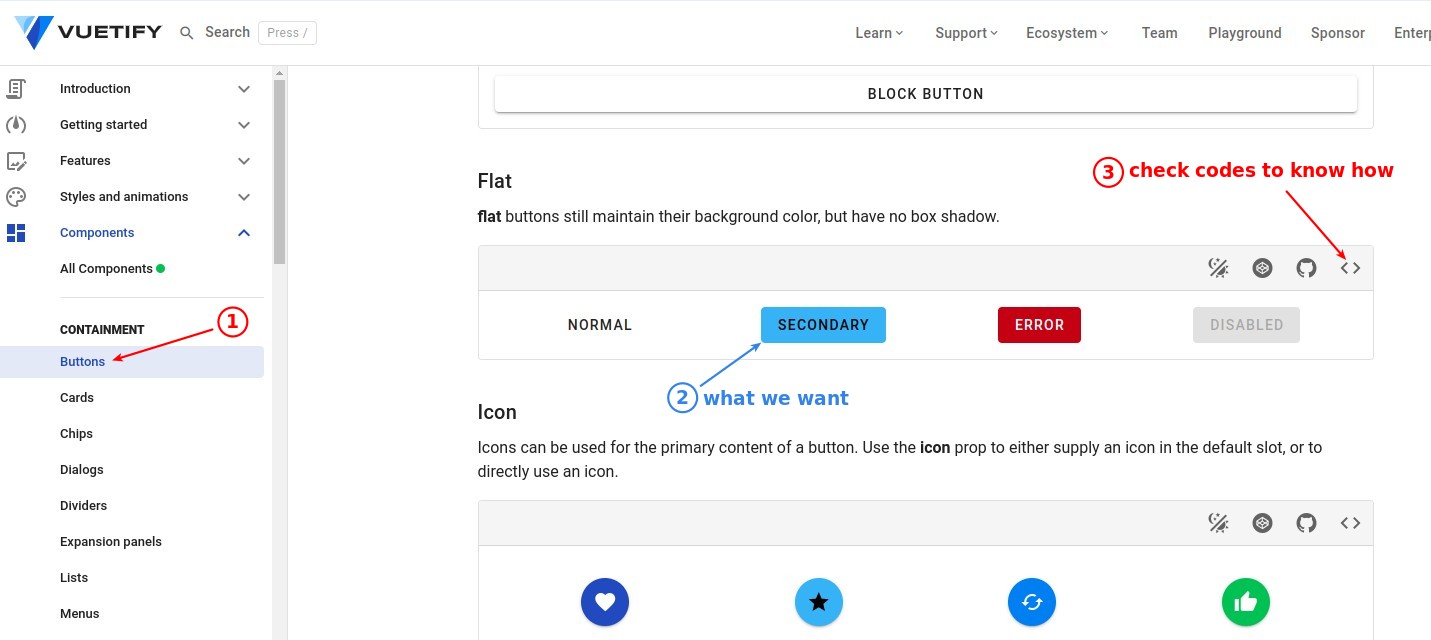 VUETIFY
Search
Press /
Learn
Support
Ecosystem
Team
Playground
Sponsor
Introduction
Getting started
Features
Styles and animations
Components
All Components
CONTAINMENT
Buttons
Cards
Chips
Dialogs
Dividers
Expansion panels
Lists
Menus
1
BLOCK BUTTON
3 check codes to know how
Flat
flat buttons still maintain their background color, but have no box shadow.
NORMAL
SECONDARY
ERROR
DISABLED
2 what we want
Icon
Icons can be used for the primary content of a button. Use the icon prop to either supply an icon in the default slot, or to
directly use an icon.